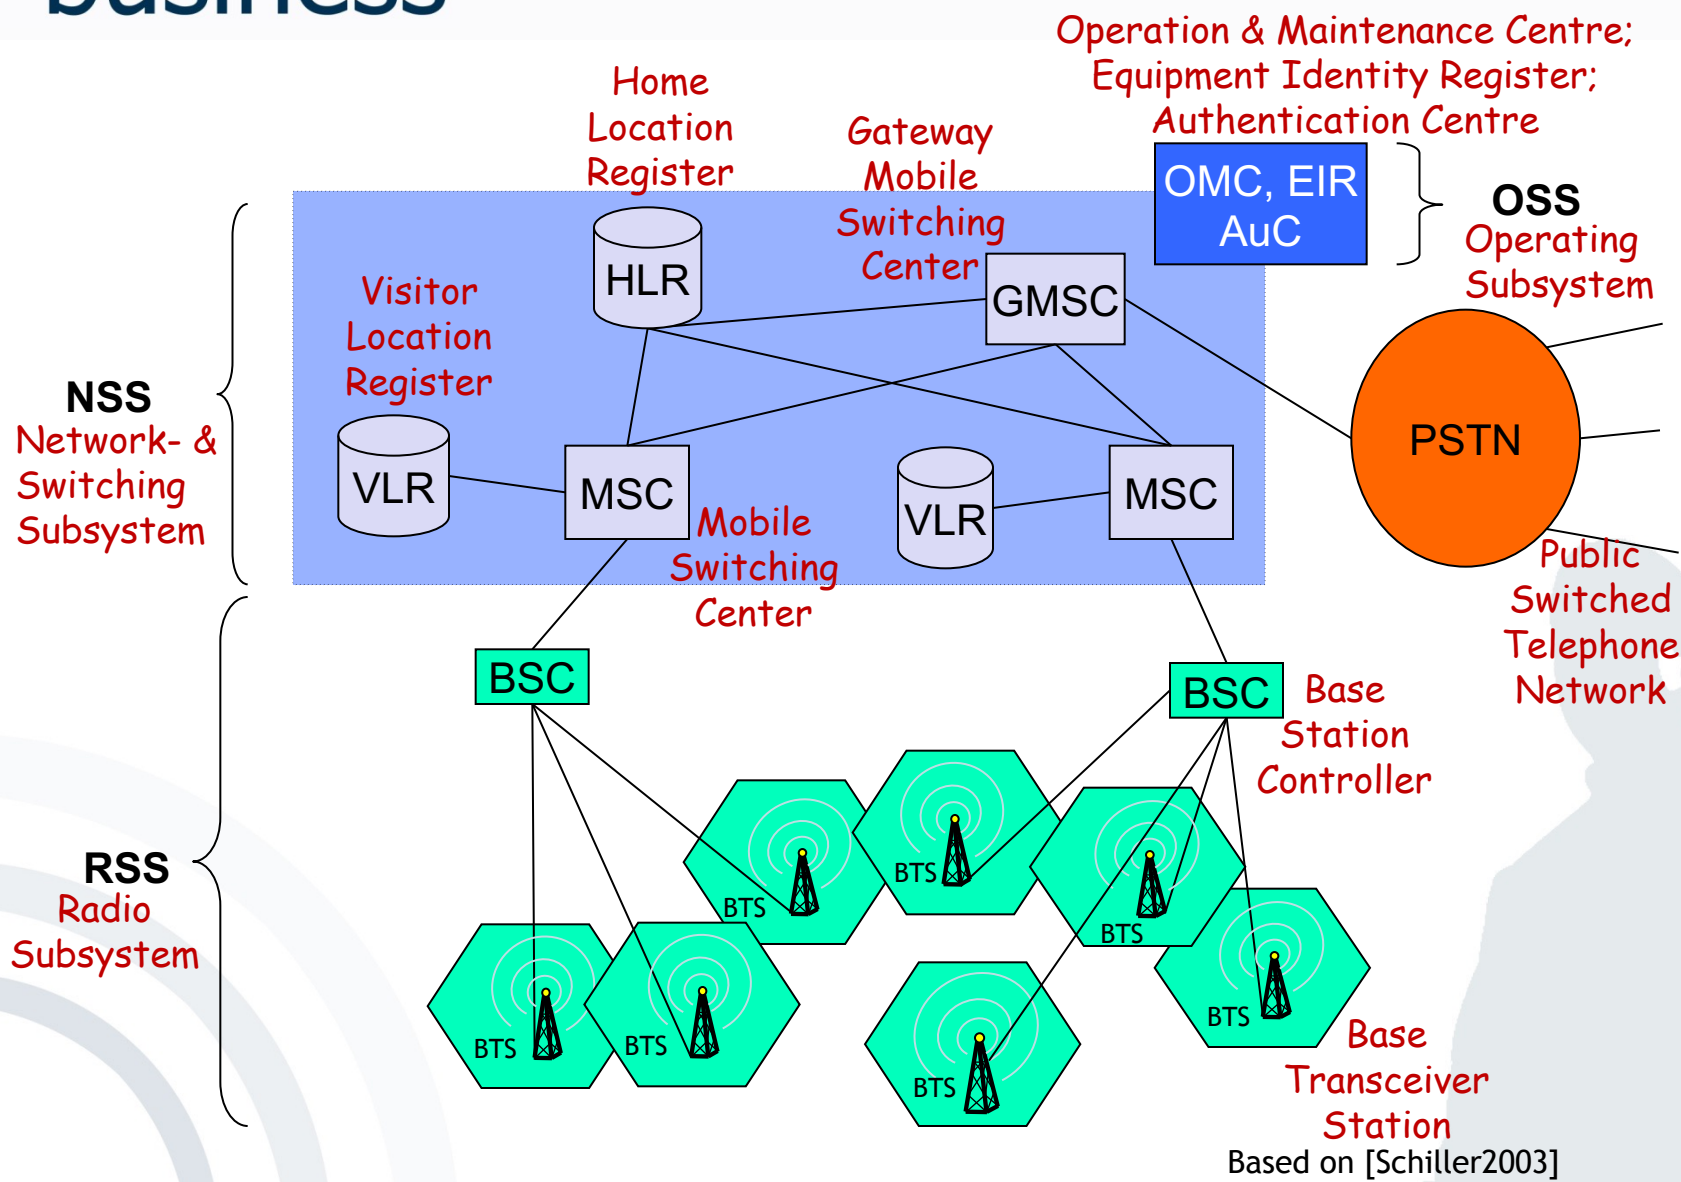 business
Operation & Maintenance Centre;
Equipment Identity Register;
Authentication Centre
Home
Location
Register
Gateway
Mobile
Switching
Center
OMC, EIR
AuC
OSS
Operating
Subsystem
HLR
GMSC
Visitor
Location
Register
NSS
Network- &
Switching
Subsystem
VLR
MSC
Mobile
Switching
Center
VLR
MSC
PSTN
Public
Switched
Telephone
Network
BSC
BSC
Base
Station
Controller
RSS
Radio
Subsystem
BTS
BTS
BTS
BTS
BTS
BTS
BTS
Base
Transceiver
Station
Based on [Schiller2003]